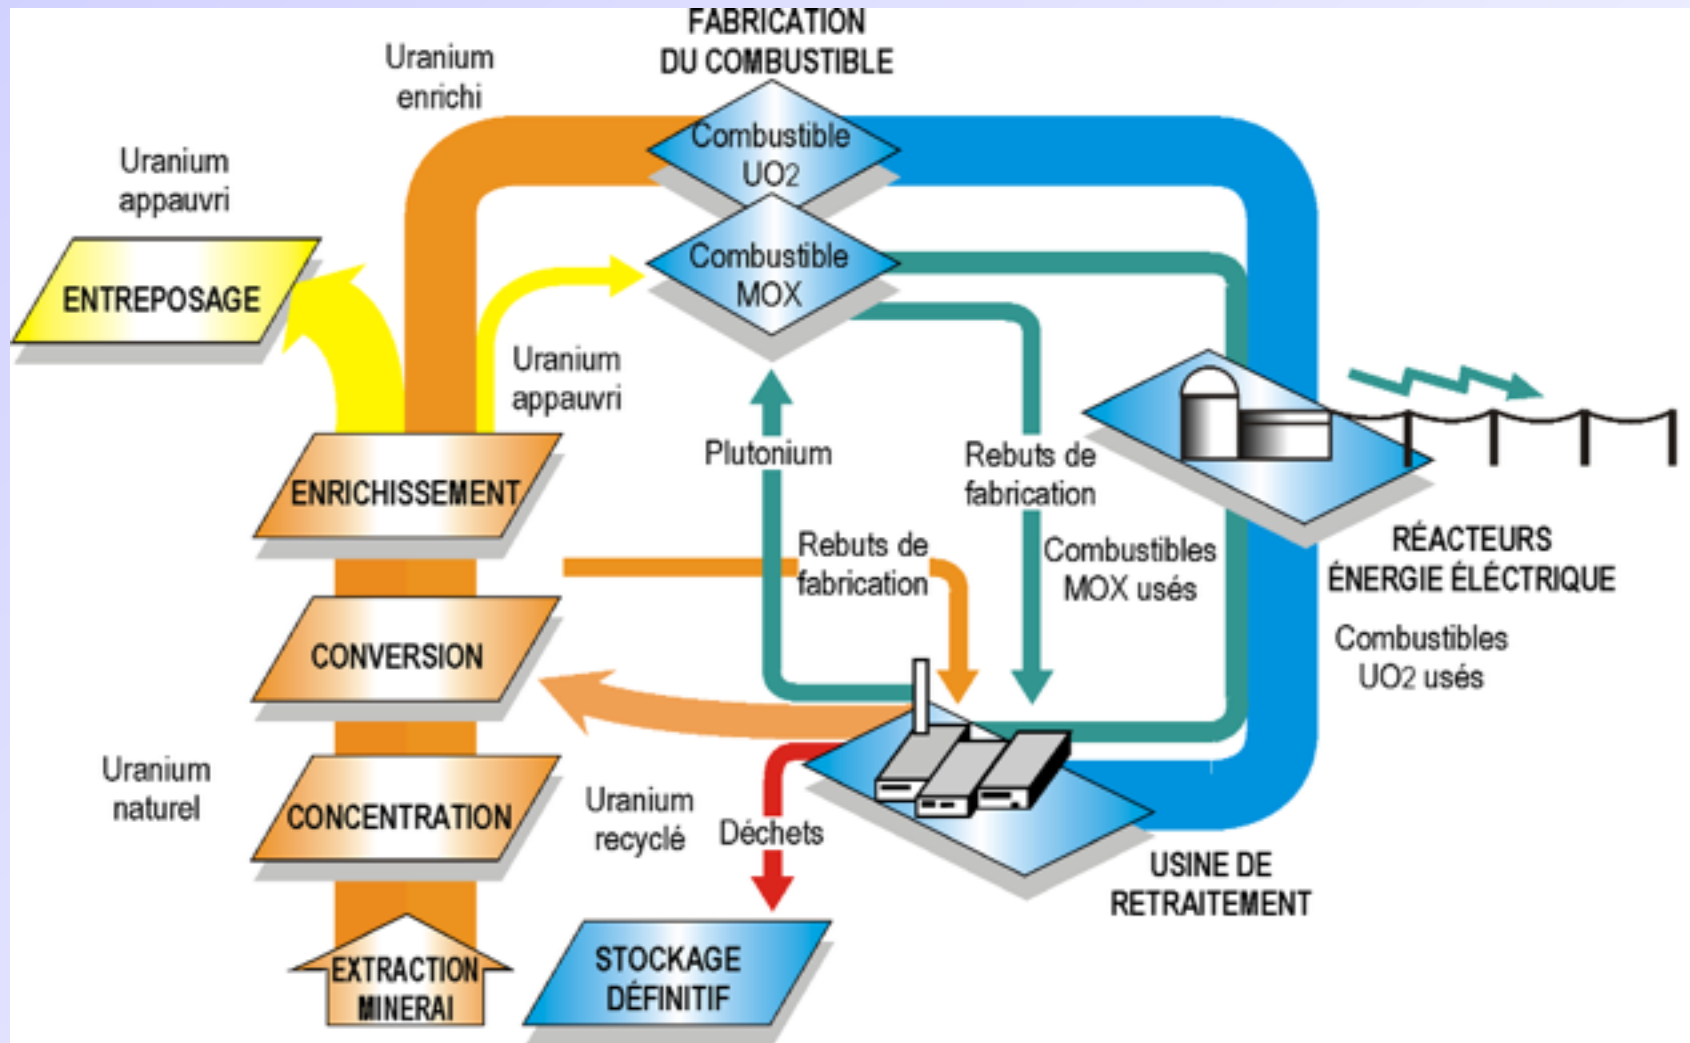 FABRICATION
DU COMBUSTIBLE
Uranium
enrichi
Combustible
UO2
Uranium
appauvri
Combustible
MOX
ENTREPOSAGE
Uranium
appauvri
Plutonium
Rebuts de
fabrication
ENRICHISSEMENT
Rebuts de
fabrication
Combustibles
MOX usés
RÉACTEURS
ÉNERGIE ÉLÉCTRIQUE
Combustibles
UO2 usés
CONVERSION
Uranium
naturel
CONCENTRATION
Uranium
recyclé
Déchets
USINE DE
RETRAITEMENT
EXTRACTION
MINERAI
STOCKAGE
DÉFINITIF